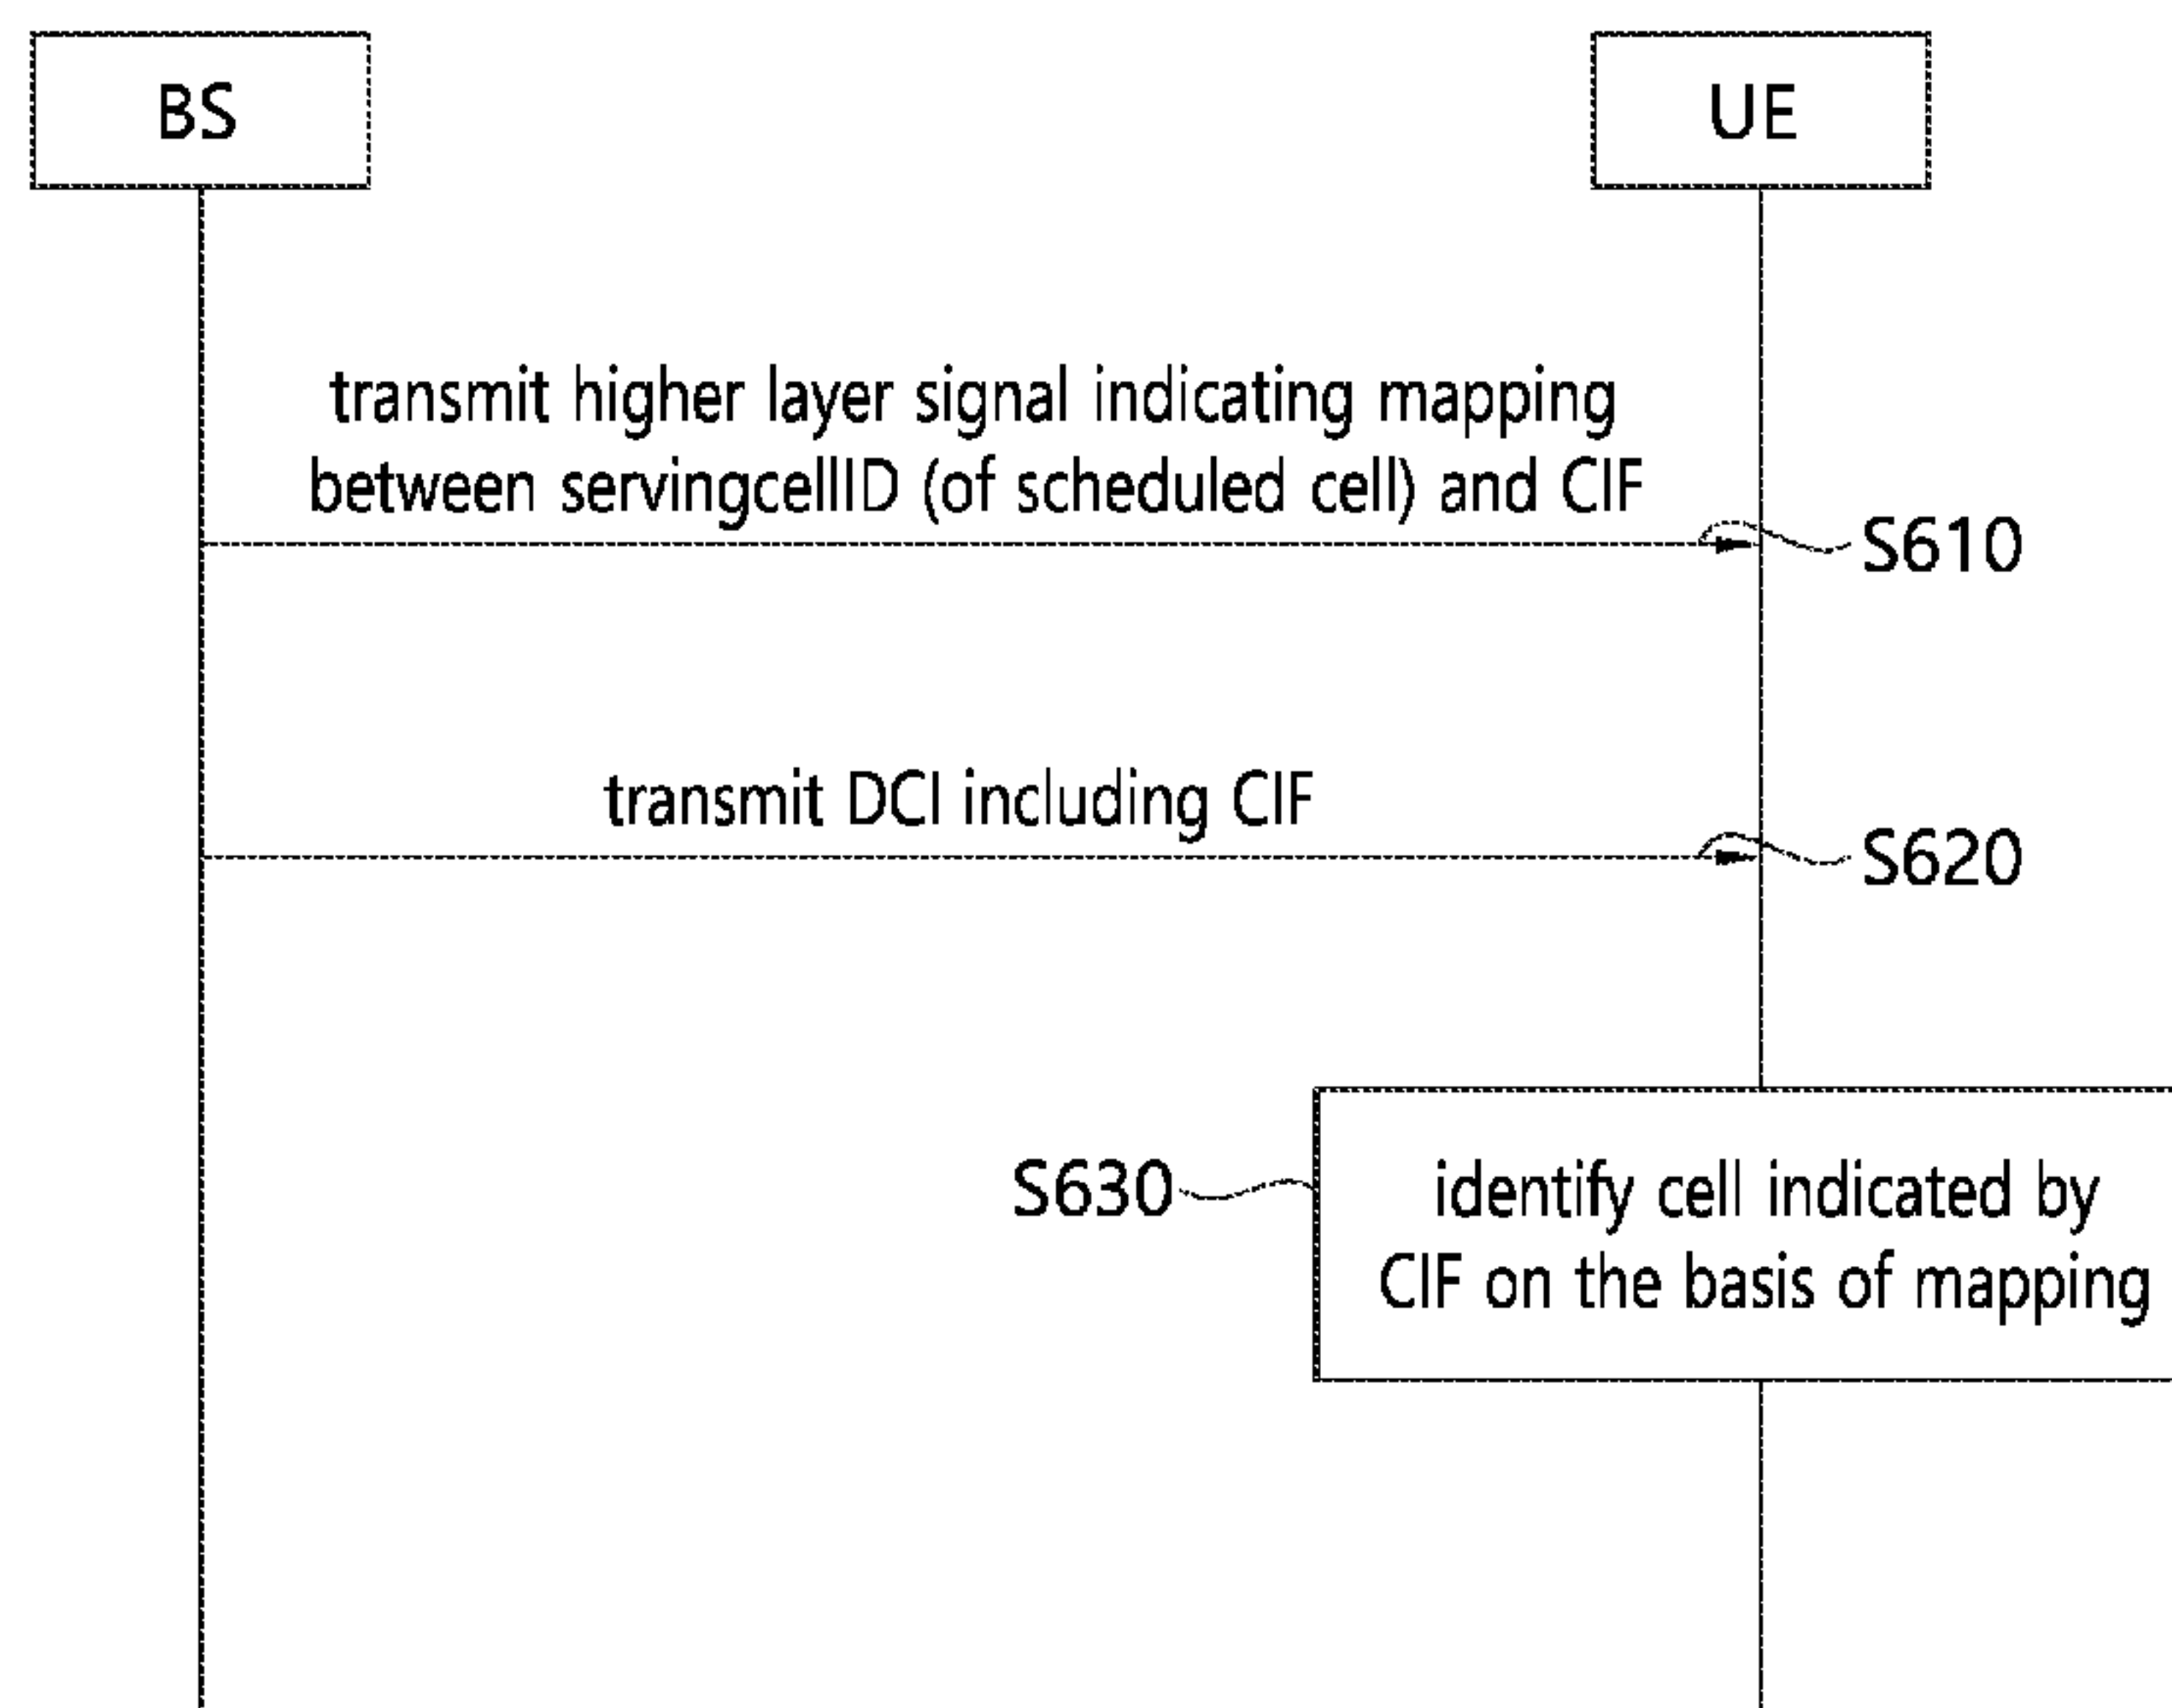 BS
UE
transmit higher layer signal indicating mapping
between servingcellID (of scheduled cell) and CIF
S610
transmit DCI including CIF
S620
S630
identify cell indicated by
CIF on the basis of mapping